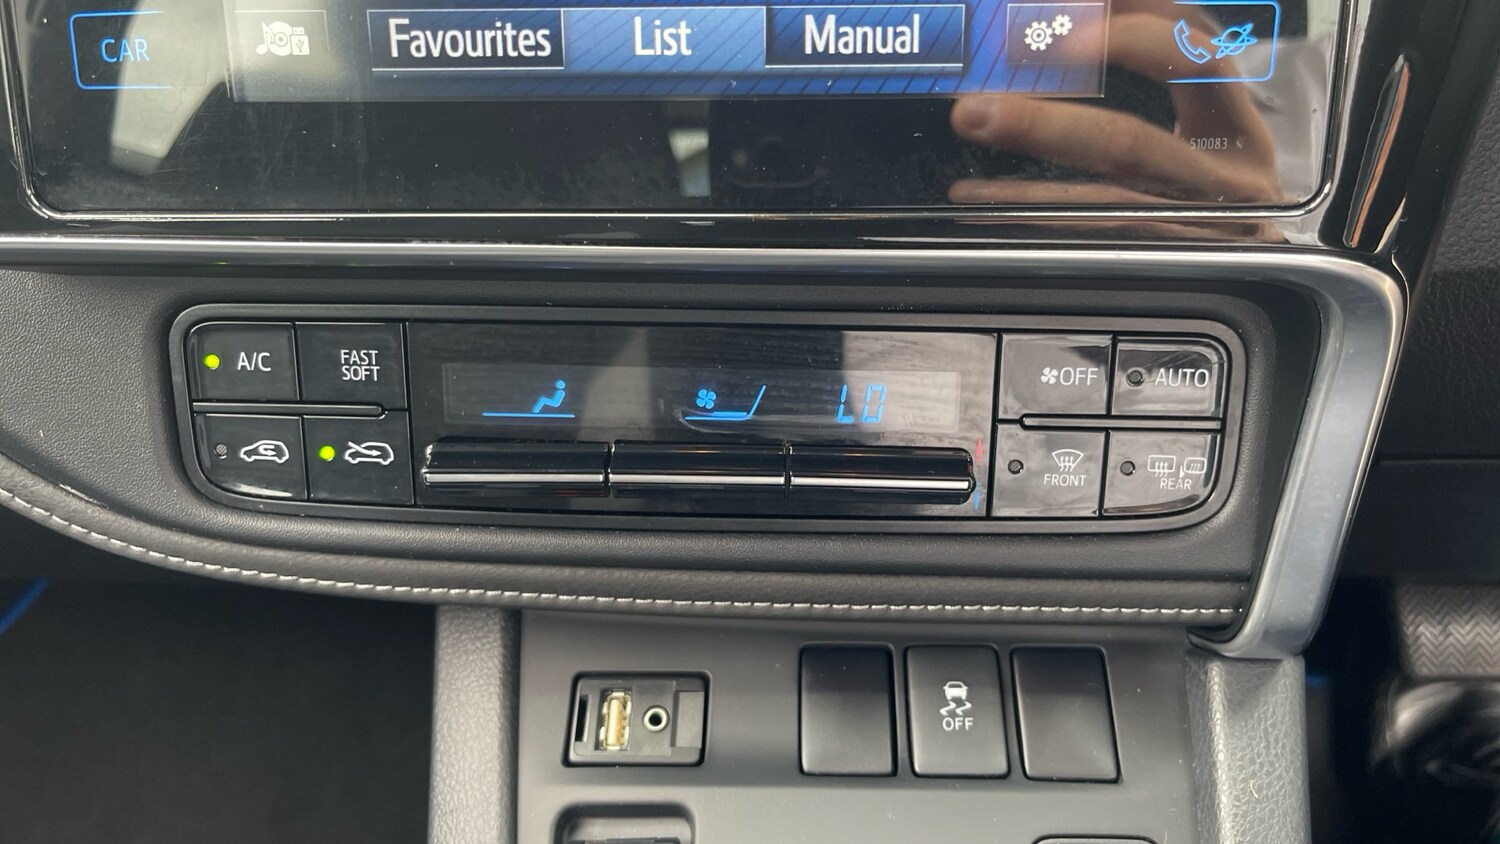 CAR
Favourites
List
Manual
510083
A/C
FAST
SOFT
LO
OFF
AUTO
FRONT
REAR
OFF